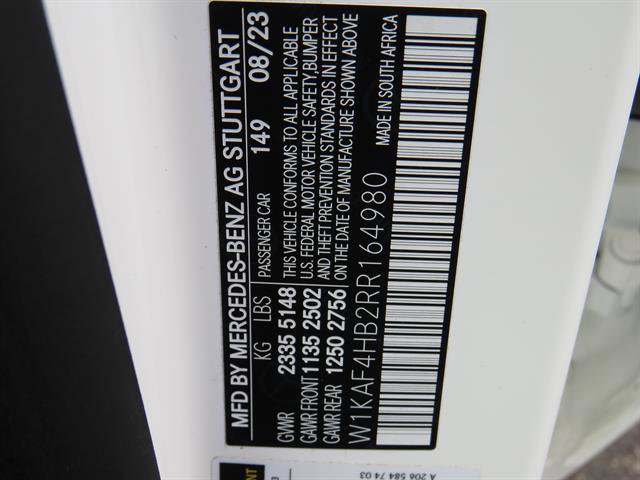 MFD BY MERCEDES-BENZ AG STUTTGART
KG LBS PASSENGER CAR 149 08/23
GVWR 2335 5148 THIS VEHICLE CONFORMS TO ALL APPLICABLE
GAWR FRONT 1135 2502 U.S. FEDERAL MOTOR VEHICLE SAFETY, BUMPER
GAWR REAR 1250 2756 AND THEFT PREVENTION STANDARDS IN EFFECT
ON THE DATE OF MANUFACTURE SHOWN ABOVE
W1KAF4HB2RR164980 MADE IN SOUTH AFRICA
A 206 584 74 03